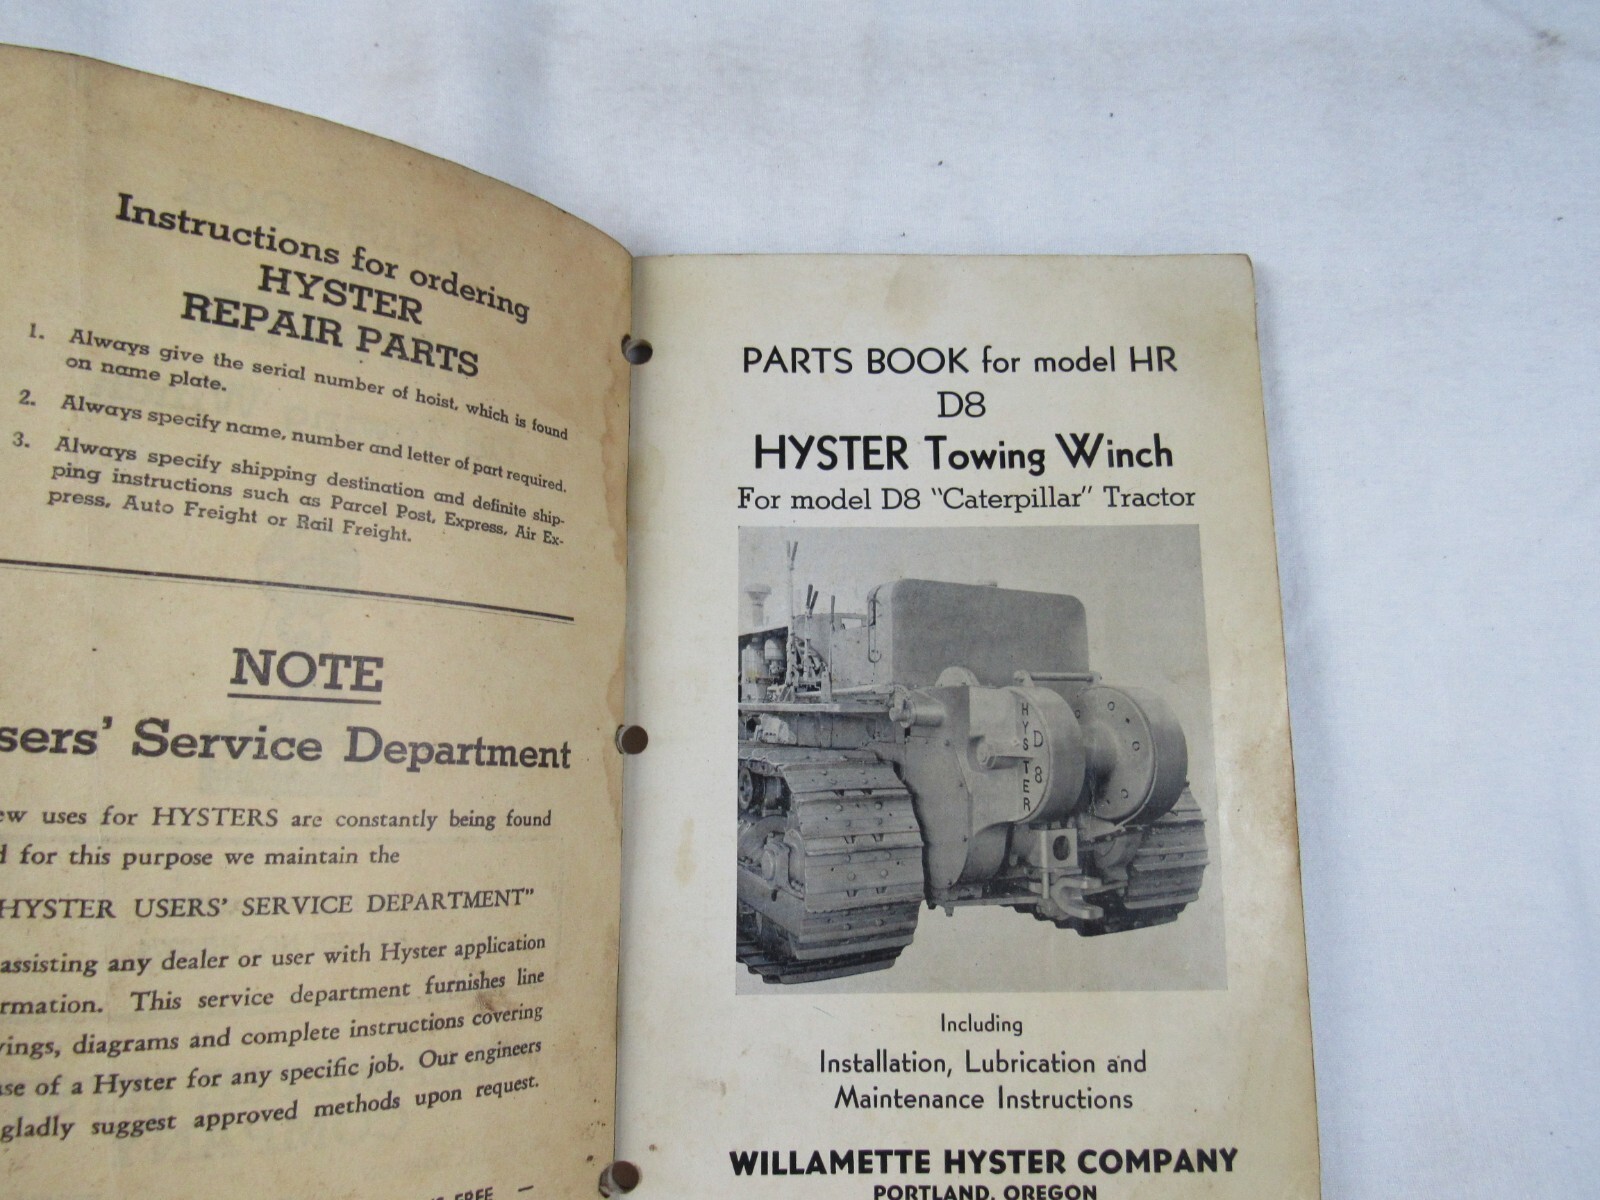 Instructions for ordering
HYSTER
REPAIR PARTS
1. Always give the serial number of hoist, which is found
on name plate.
2. Always specify name, number and letter of part required.
3. Always specify shipping destination and definite ship-
ping instructions such as Parcel Post, Express, Air Ex-
press, Auto Freight or Rail Freight.
NOTE
sers' Service Department
ew uses for HYSTERS are constantly being found
d for this purpose we maintain the
HYSTER USERS' SERVICE DEPARTMENT"
assisting any dealer or user with Hyster application
rmation. This service department furnishes line
vings, diagrams and complete instructions covering
use of a Hyster for any specific job. Our engineers
gladly suggest approved methods upon request.
FREE —
PARTS BOOK for model HR
D8
HYSTER Towing Winch
For model D8 "Caterpillar" Tractor
HYSTER
D8
Including
Installation, Lubrication and
Maintenance Instructions
WILLAMETTE HYSTER COMPANY
PORTLAND, OREGON